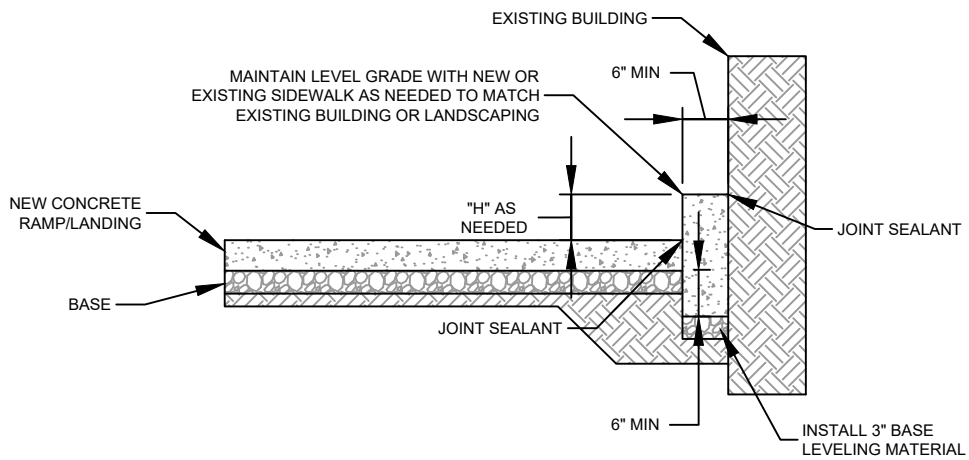 EXISTING BUILDING
6" MIN
MAINTAIN LEVEL GRADE WITH NEW OR
EXISTING SIDEWALK AS NEEDED TO MATCH
EXISTING BUILDING OR LANDSCAPING
NEW CONCRETE
RAMP/LANDING
"H" AS
NEEDED
JOINT SEALANT
BASE
JOINT SEALANT
6" MIN
INSTALL 3" BASE
LEVELING MATERIAL